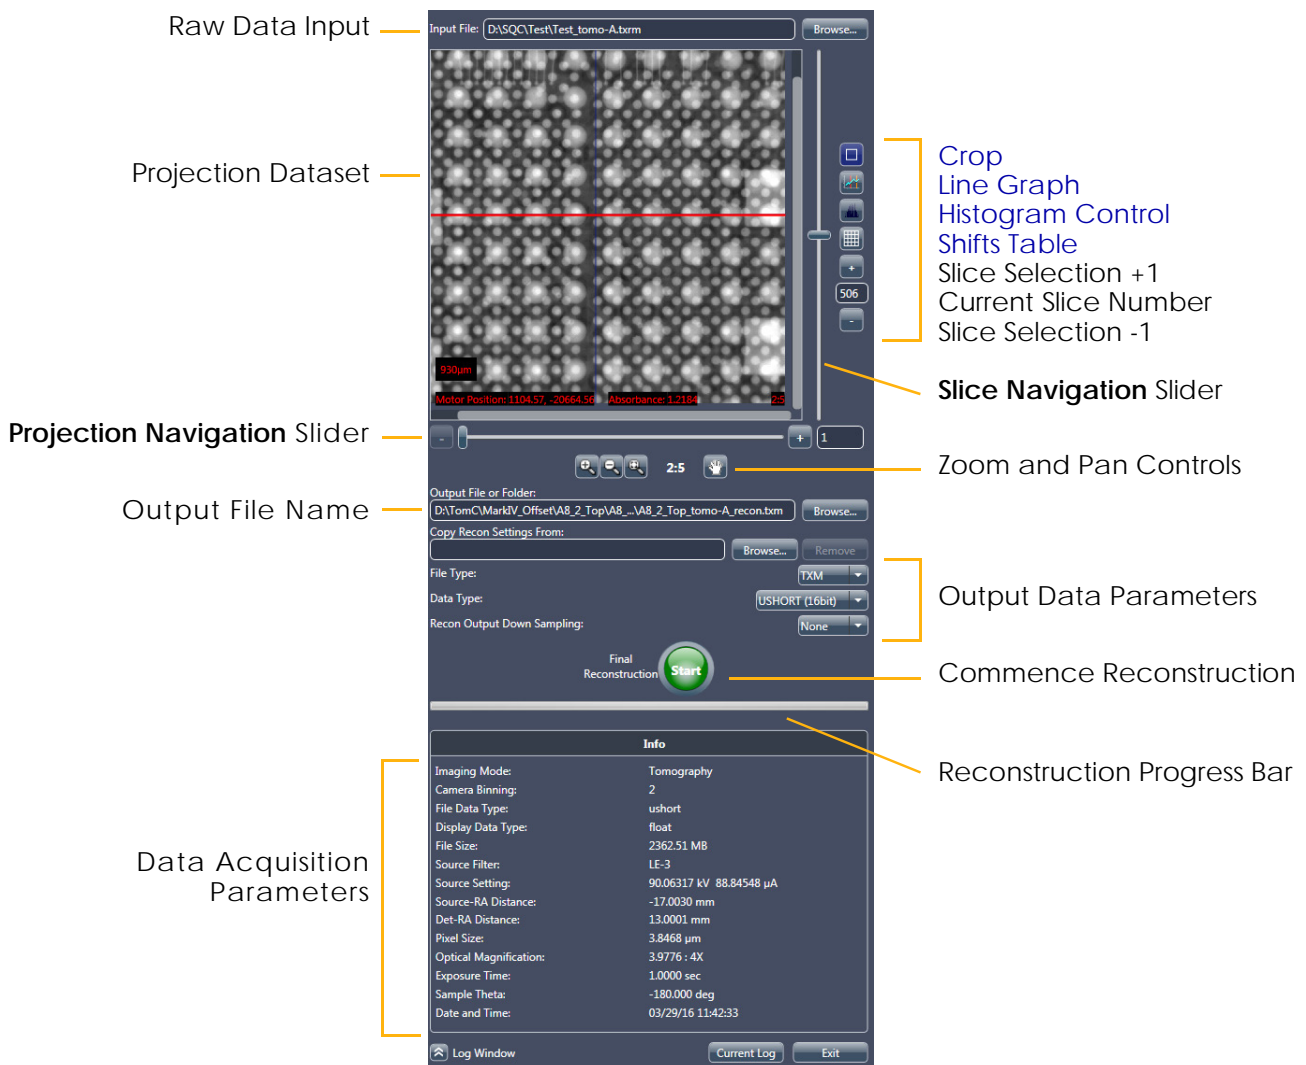 Raw Data Input
Input File: D:\SQC\Test\Test_tomo-A.txrm Browse...
Projection Dataset
Crop
Line Graph
Histogram Control
Shifts Table
Slice Selection +1
Current Slice Number
Slice Selection -1
+
506
-
930µm
Motor Position: 1104.57, -20664.56 Absorbance: 1.2184 2:5
Slice Navigation Slider
Projection Navigation Slider
- + 1
2:5
Zoom and Pan Controls
Output File or Folder:
Output File Name
D:\TomC\MarkIV_Offset\A8_2_Top\A8_...\A8_2_Top_tomo-A_recon.txm Browse...
Copy Recon Settings From:
Browse... Remove
File Type: TXM
Data Type: USHORT (16bit)
Recon Output Down Sampling: None
Output Data Parameters
Final
Reconstruction
Start
Commence Reconstruction
Reconstruction Progress Bar
Info
Imaging Mode: Tomography
Camera Binning: 2
File Data Type: ushort
Display Data Type: float
File Size: 2362.51 MB
Source Filter: LE-3
Source Setting: 90.06317 kV 88.84548 µA
Source-RA Distance: -17.0030 mm
Det-RA Distance: 13.0001 mm
Pixel Size: 3.8468 µm
Optical Magnification: 3.9776 : 4X
Exposure Time: 1.0000 sec
Sample Theta: -180.000 deg
Date and Time: 03/29/16 11:42:33
Data Acquisition
Parameters
Log Window Current Log Exit